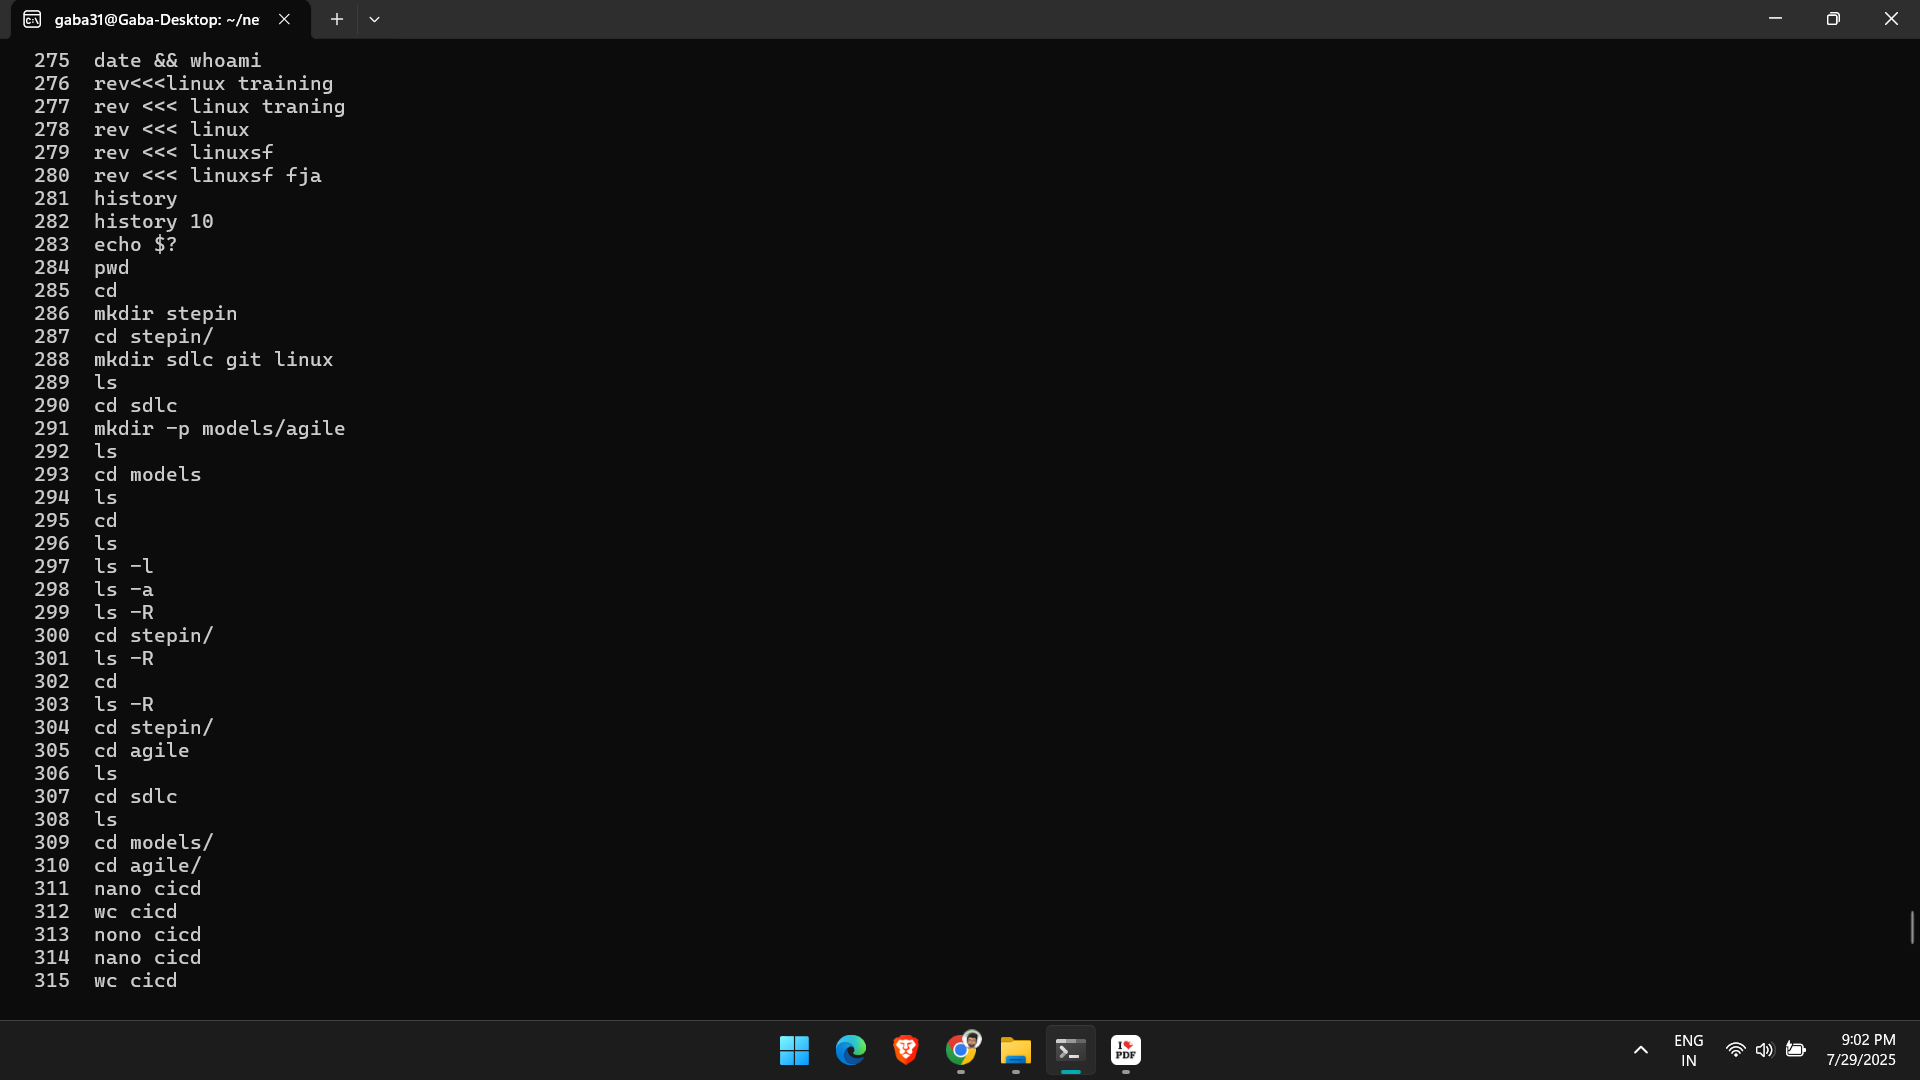 gaba31@Gaba-Desktop: ~/ne
275 date && whoami
276 rev<<<linux training
277 rev <<< linux traning
278 rev <<< linux
279 rev <<< linuxsf
280 rev <<< linuxsf fja
281 history
282 history 10
283 echo $?
284 pwd
285 cd
286 mkdir stepin
287 cd stepin/
288 mkdir sdlc git linux
289 ls
290 cd sdlc
291 mkdir -p models/agile
292 ls
293 cd models
294 ls
295 cd
296 ls
297 ls -l
298 ls -a
299 ls -R
300 cd stepin/
301 ls -R
302 cd
303 ls -R
304 cd stepin/
305 cd agile
306 ls
307 cd sdlc
308 ls
309 cd models/
310 cd agile/
311 nano cicd
312 wc cicd
313 nono cicd
314 nano cicd
315 wc cicd
I PDF
ENG
IN
9:02 PM
7/29/2025